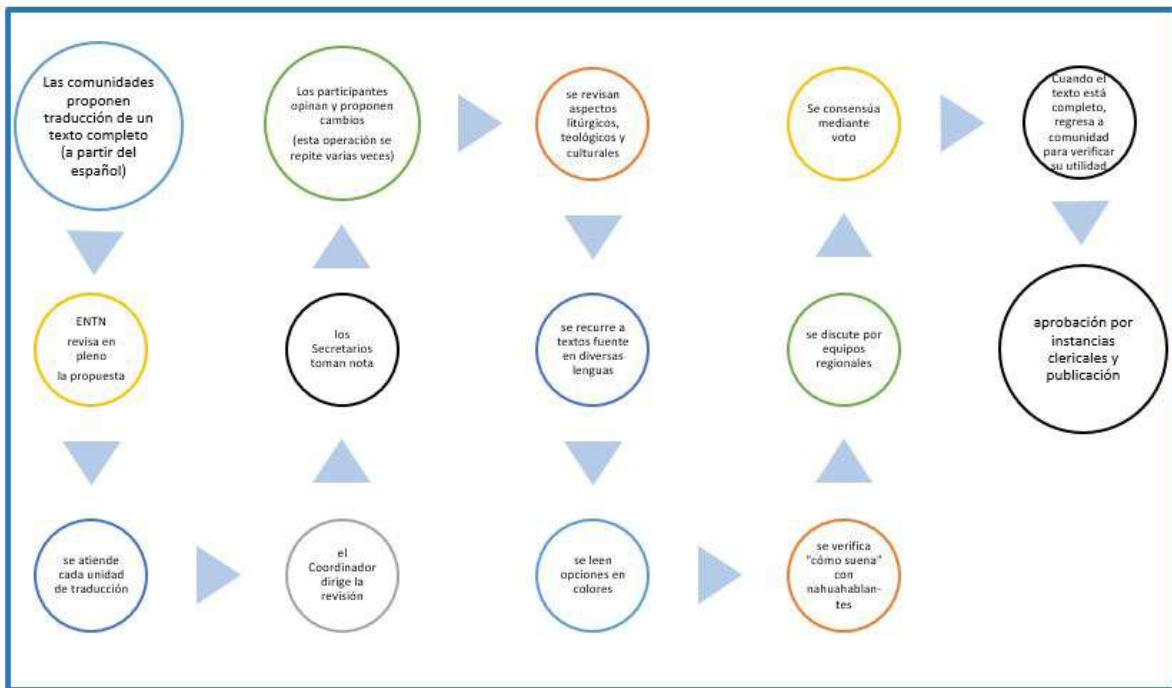 Las comunidades
proponen
traducción de un
texto completo
(a partir del
español)
ENTN
revisa en
pleno
la propuesta
se atiende
cada unidad
de traducción
el
Coordinador
dirige la
revisión
los
Secretarios
toman nota
Los participantes
opinan y proponen
cambios
(esta operación se
repite varias veces)
se revisan
aspectos
litúrgicos,
teológicos y
culturales
se recurre a
textos fuente
en diversas
lenguas
se leen
opciones en
colores
se verifica
"cómo suena"
con
nahuahablan-
tes
se discute por
equipos
regionales
Se consensúa
mediante
voto
Cuando el
texto está
completo,
regresa a
comunidad
para verificar
su utilidad
aprobación por
instancias
clericales y
publicación